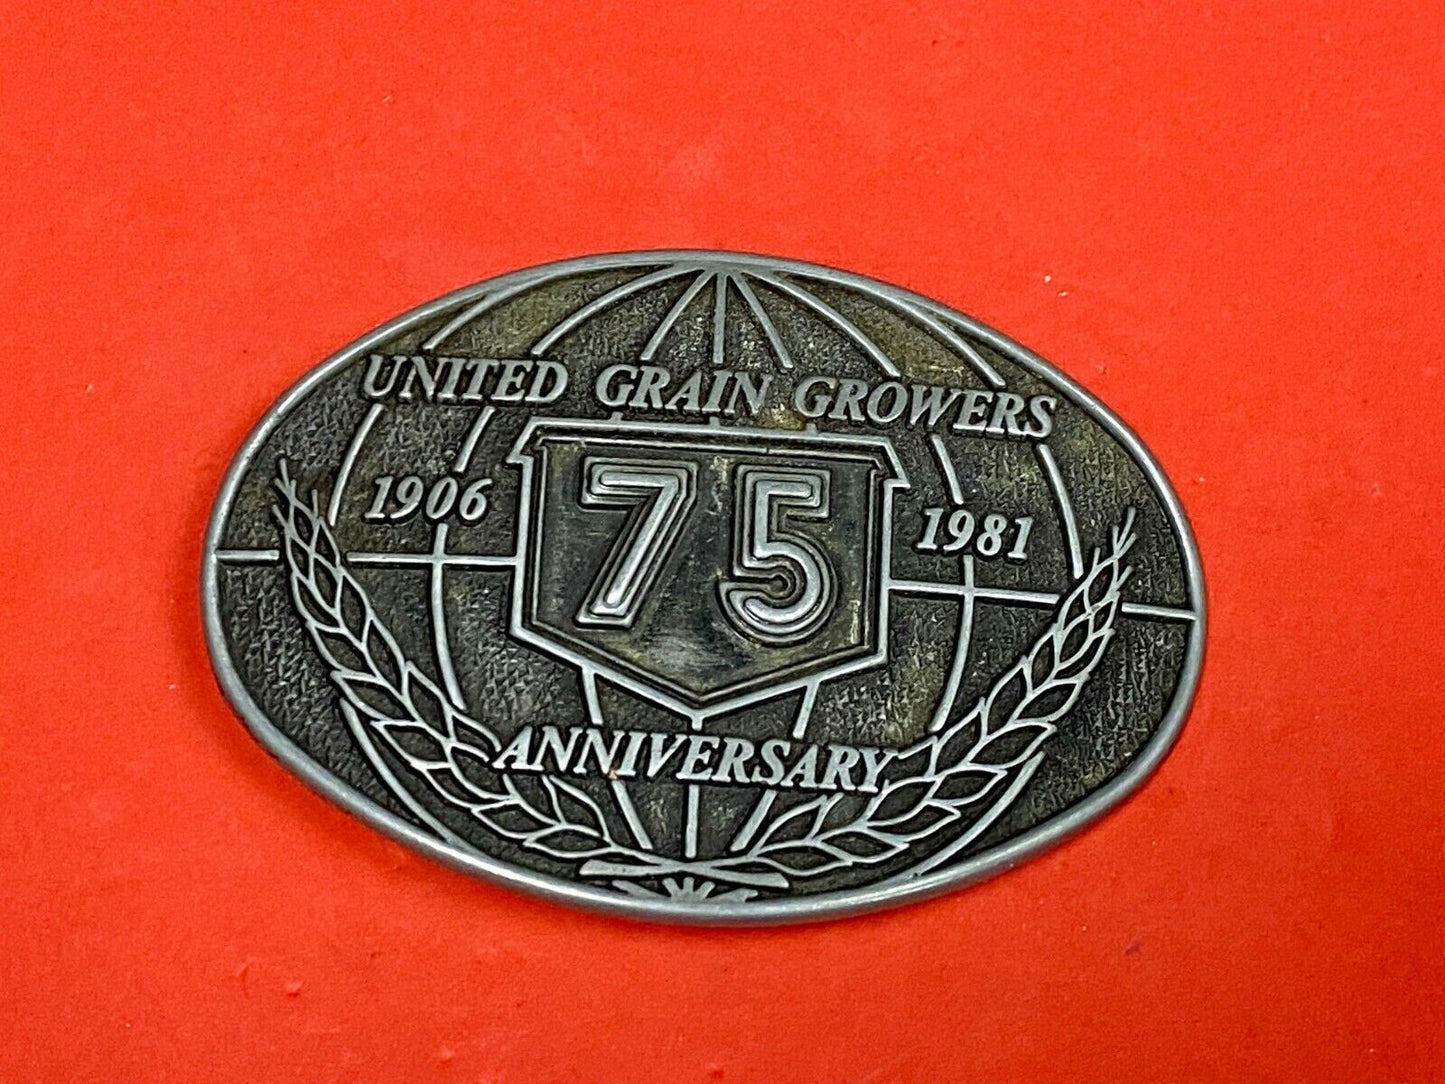 UNITED GRAIN GROWERS
1906 75 1981
ANNIVERSARY